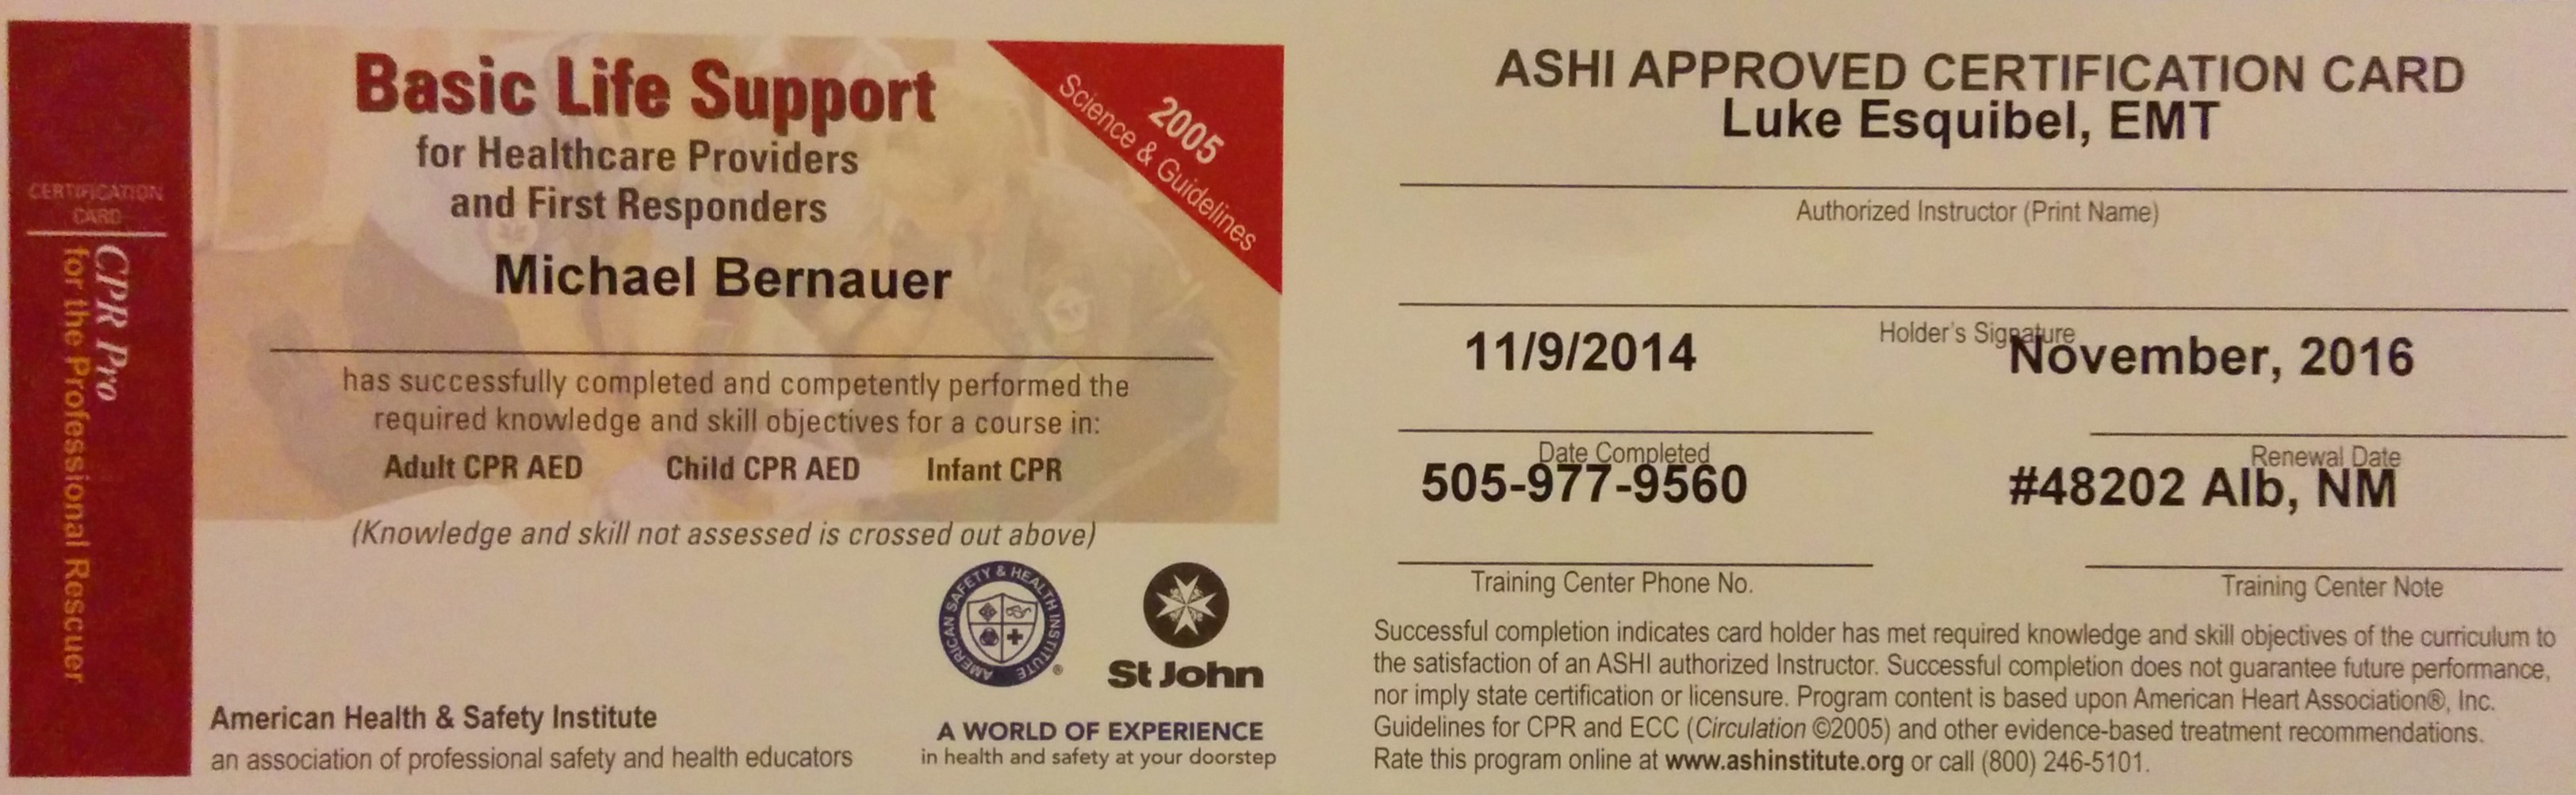 CERTIFICATION
CARD
CPR Pro
for the Professional Rescuer
Basic Life Support
for Healthcare Providers
and First Responders
2005
Science & Guidelines
Michael Bernauer
has successfully completed and competently performed the
required knowledge and skill objectives for a course in:
Adult CPR AED Child CPR AED Infant CPR
(Knowledge and skill not assessed is crossed out above)
AMERICAN SAFETY & HEALTH INSTITUTE ®
St John
American Health & Safety Institute
an association of professional safety and health educators
A WORLD OF EXPERIENCE
in health and safety at your doorstep
ASHI APPROVED CERTIFICATION CARD
Luke Esquibel, EMT
Authorized Instructor (Print Name)
Holder's Signature
11/9/2014 November, 2016
Date Completed Renewal Date
505-977-9560 #48202 Alb, NM
Training Center Phone No. Training Center Note
Successful completion indicates card holder has met required knowledge and skill objectives of the curriculum to
the satisfaction of an ASHI authorized Instructor. Successful completion does not guarantee future performance,
nor imply state certification or licensure. Program content is based upon American Heart Association®, Inc.
Guidelines for CPR and ECC (Circulation ©2005) and other evidence-based treatment recommendations.
Rate this program online at www.ashinstitute.org or call (800) 246-5101.